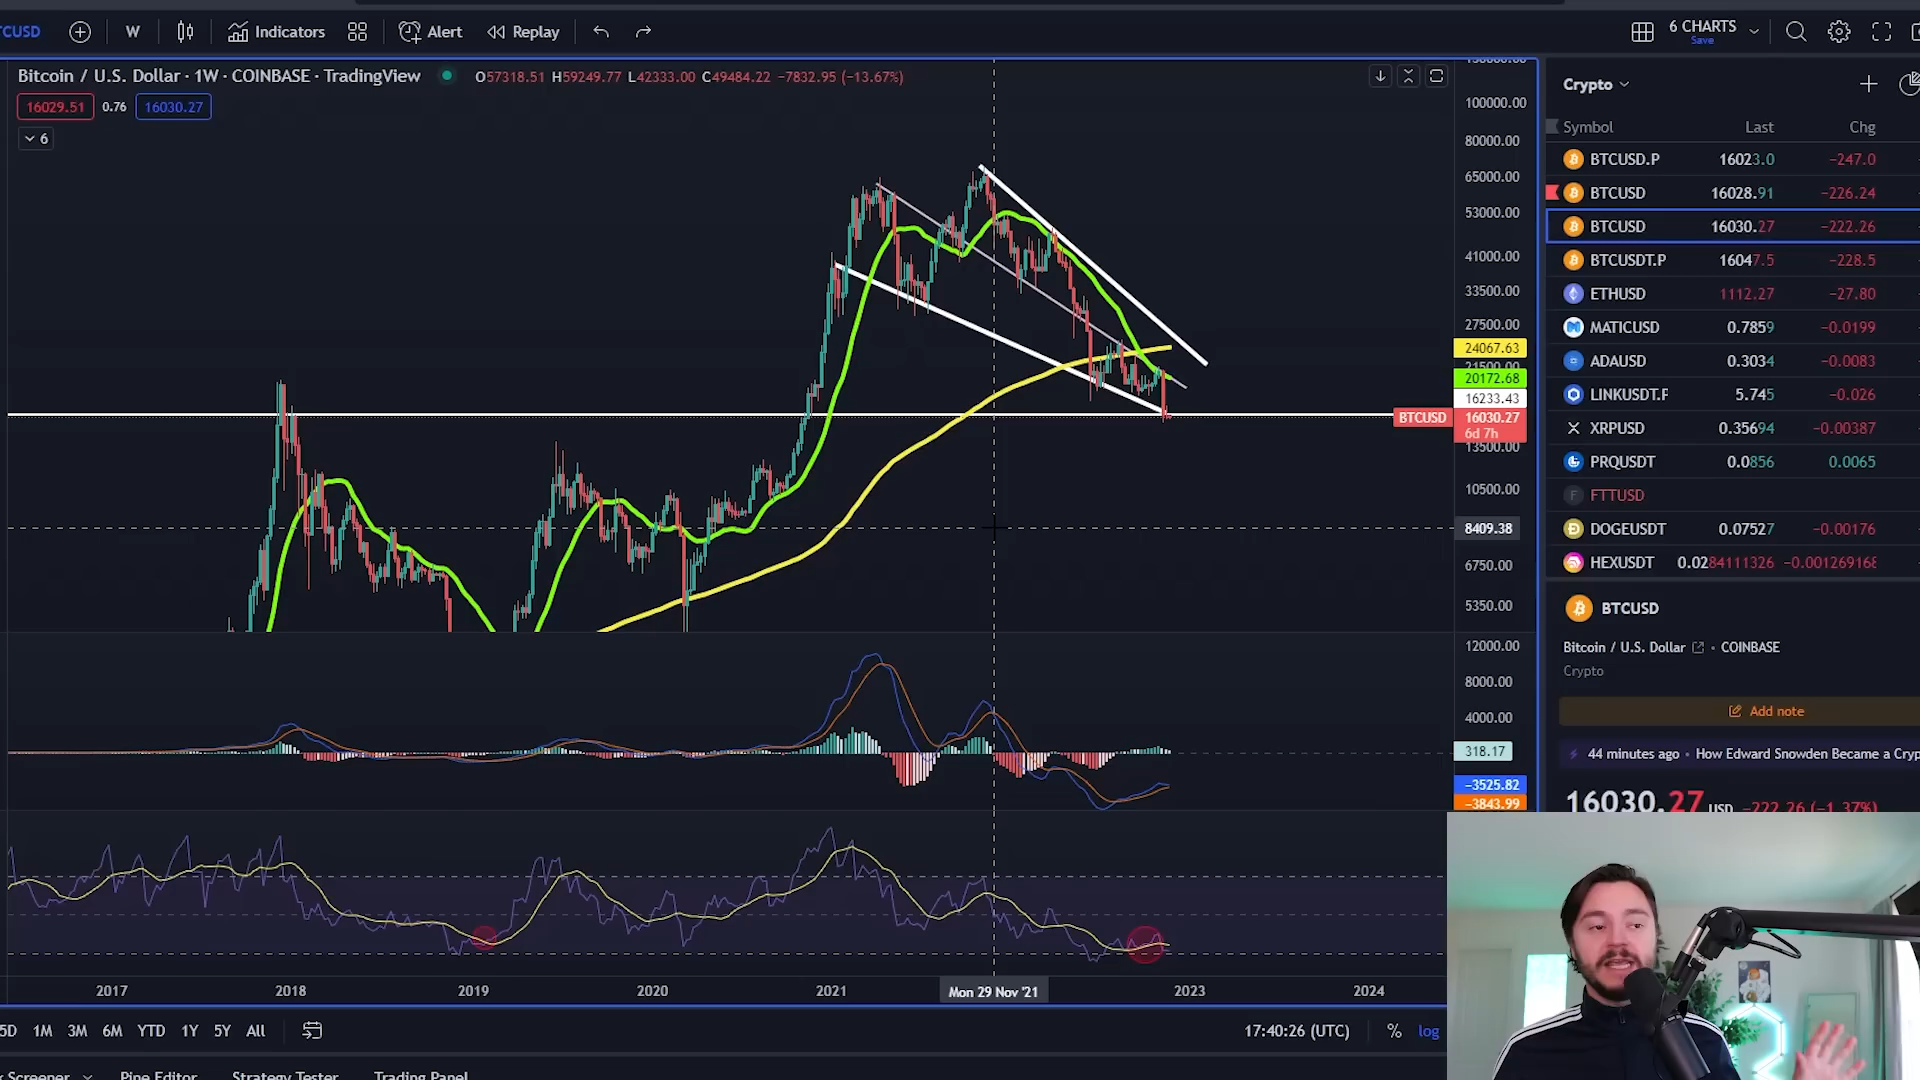 TCUSD W Indicators Alert Replay 6 CHARTS
Save
Bitcoin / U.S. Dollar · 1W · COINBASE · TradingView O57318.51 H59249.77 L42333.00 C49484.22 −7832.95 (−13.67%)
16029.51 0.76 16030.27
6
100000.00
80000.00
65000.00
53000.00
41000.00
33500.00
27500.00
24067.63
21500.00
20172.68
16233.43
BTCUSD 16030.27
6d 7h
13500.00
10500.00
8409.38
6750.00
5350.00
12000.00
8000.00
4000.00
318.17
−3525.82
−3843.99
2017 2018 2019 2020 2021 Mon 29 Nov '21 2023 2024
5D 1M 3M 6M YTD 1Y 5Y All 17:40:26 (UTC) % log
Screener Pine Editor Strategy Tester Trading Panel
Crypto
Symbol Last Chg
BTCUSD.P 16023.0 −247.0
BTCUSD 16028.91 −226.24
BTCUSD 16030.27 −222.26
BTCUSDT.P 16047.5 −228.5
ETHUSD 1112.27 −27.80
MATICUSD 0.7859 −0.0199
ADAUSD 0.3034 −0.0083
LINKUSDT.P 5.745 −0.026
XRPUSD 0.35694 −0.00387
PRQUSDT 0.0856 0.0065
FTTUSD
DOGEUSDT 0.07527 −0.00176
HEXUSDT 0.0284111326 −0.001269168
BTCUSD
Bitcoin / U.S. Dollar · COINBASE
Crypto
Add note
44 minutes ago • How Edward Snowden Became a Cryp
16030.27 USD −222.26 (−1.37%)